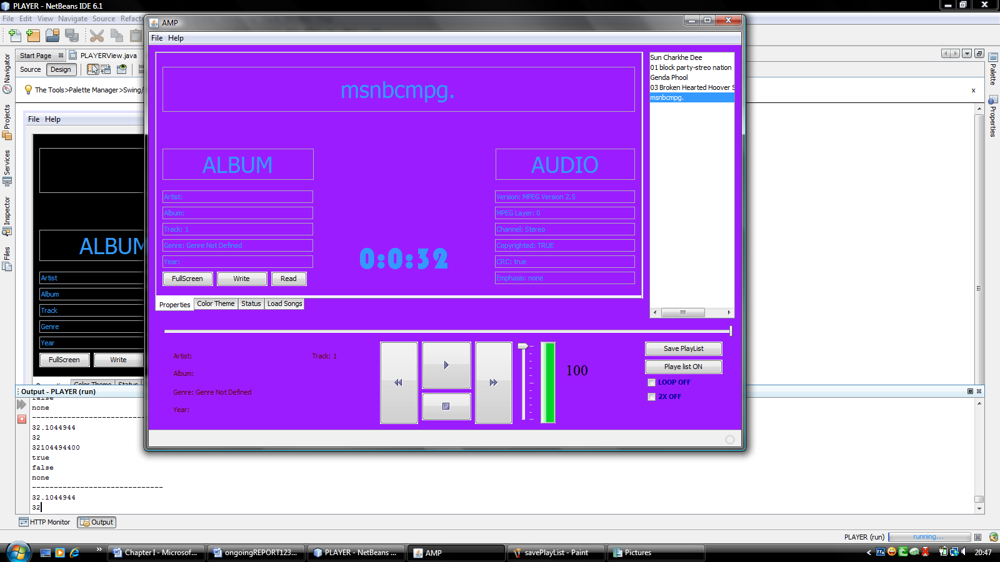 PLAYER - NetBeans IDE 6.1
File Edit View Navigate Source Refacto
Start Page
PLAYERView.java
Source Design
The Tools>Palette Manager>Swing/
x
Navigator
Projects
Services
Inspector
Files
Palette
Properties
File Help
ALBUM
Artist
Album
Track
Genre
Year
FullScreen Write
AMP
File Help
msnbcmpg.
ALBUM
AUDIO
Artist:
Album:
Track: 1
Genre: Genre Not Defined
Year:
Version: MPEG Version 2.5
MPEG Layer: 0
Channel: Stereo
Copyrighted: TRUE
CRC: true
Emphasis: none
0:0:32
FullScreen Write Read
Properties Color Theme Status Load Songs
Sun Charkhe Dee
01 block party-streo nation
Genda Phool
03 Broken Hearted Hoover S
msnbcmpg.
Artist:
Track: 1
Album:
Genre: Genre Not Defined
Year:
100
Save PlayList
Playe list ON
LOOP OFF
2X OFF
Output - PLAYER (run)
false
none
------------------------------
32.1044944
32
32104494400
true
false
none
------------------------------
32.1044944
32
HTTP Monitor Output
PLAYER (run) running...
Chapter I - Microsof...
ongoingREPORT123...
PLAYER - NetBeans ...
AMP
savePlayList - Paint
Pictures
20:47